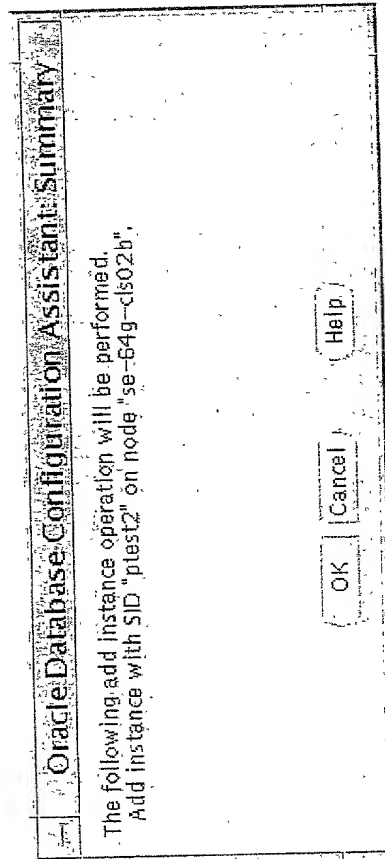 Oracle Database Configuration Assistant: Summary
The following add instance operation will be performed.
Add instance with SID "ptest2" on node "se-64g-cls02b".
OK Cancel Help